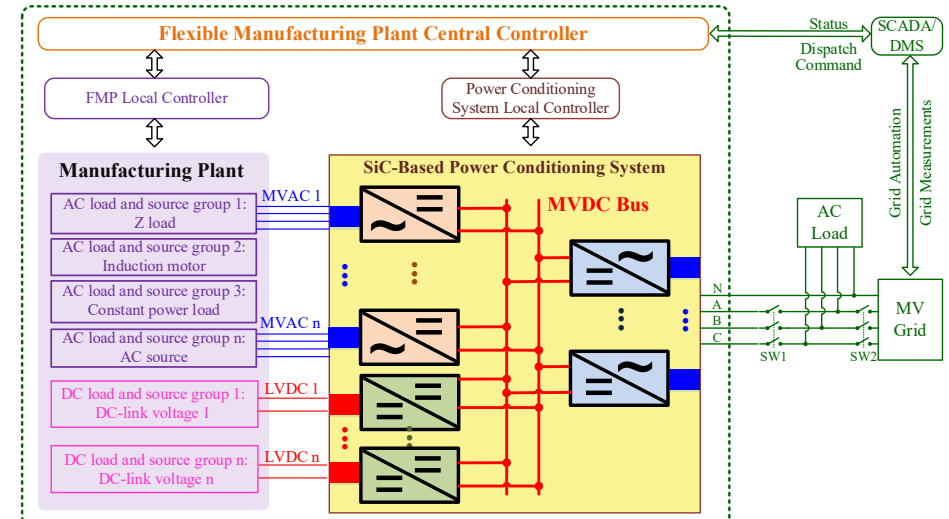 Flexible Manufacturing Plant Central Controller
Status
Dispatch
Command
SCADA/
DMS
FMP Local Controller
Power Conditioning
System Local Controller
Grid Automation
Grid Measurements
Manufacturing Plant
SiC-Based Power Conditioning System
AC load and source group 1:
Z load
AC load and source group 2:
Induction motor
AC load and source group 3:
Constant power load
AC load and source group n:
AC source
DC load and source group 1:
DC-link voltage 1
DC load and source group n:
DC-link voltage n
MVAC 1
MVAC n
LVDC 1
LVDC n
MVDC Bus
AC
Load
N
A
B
C
SW1
SW2
MV
Grid